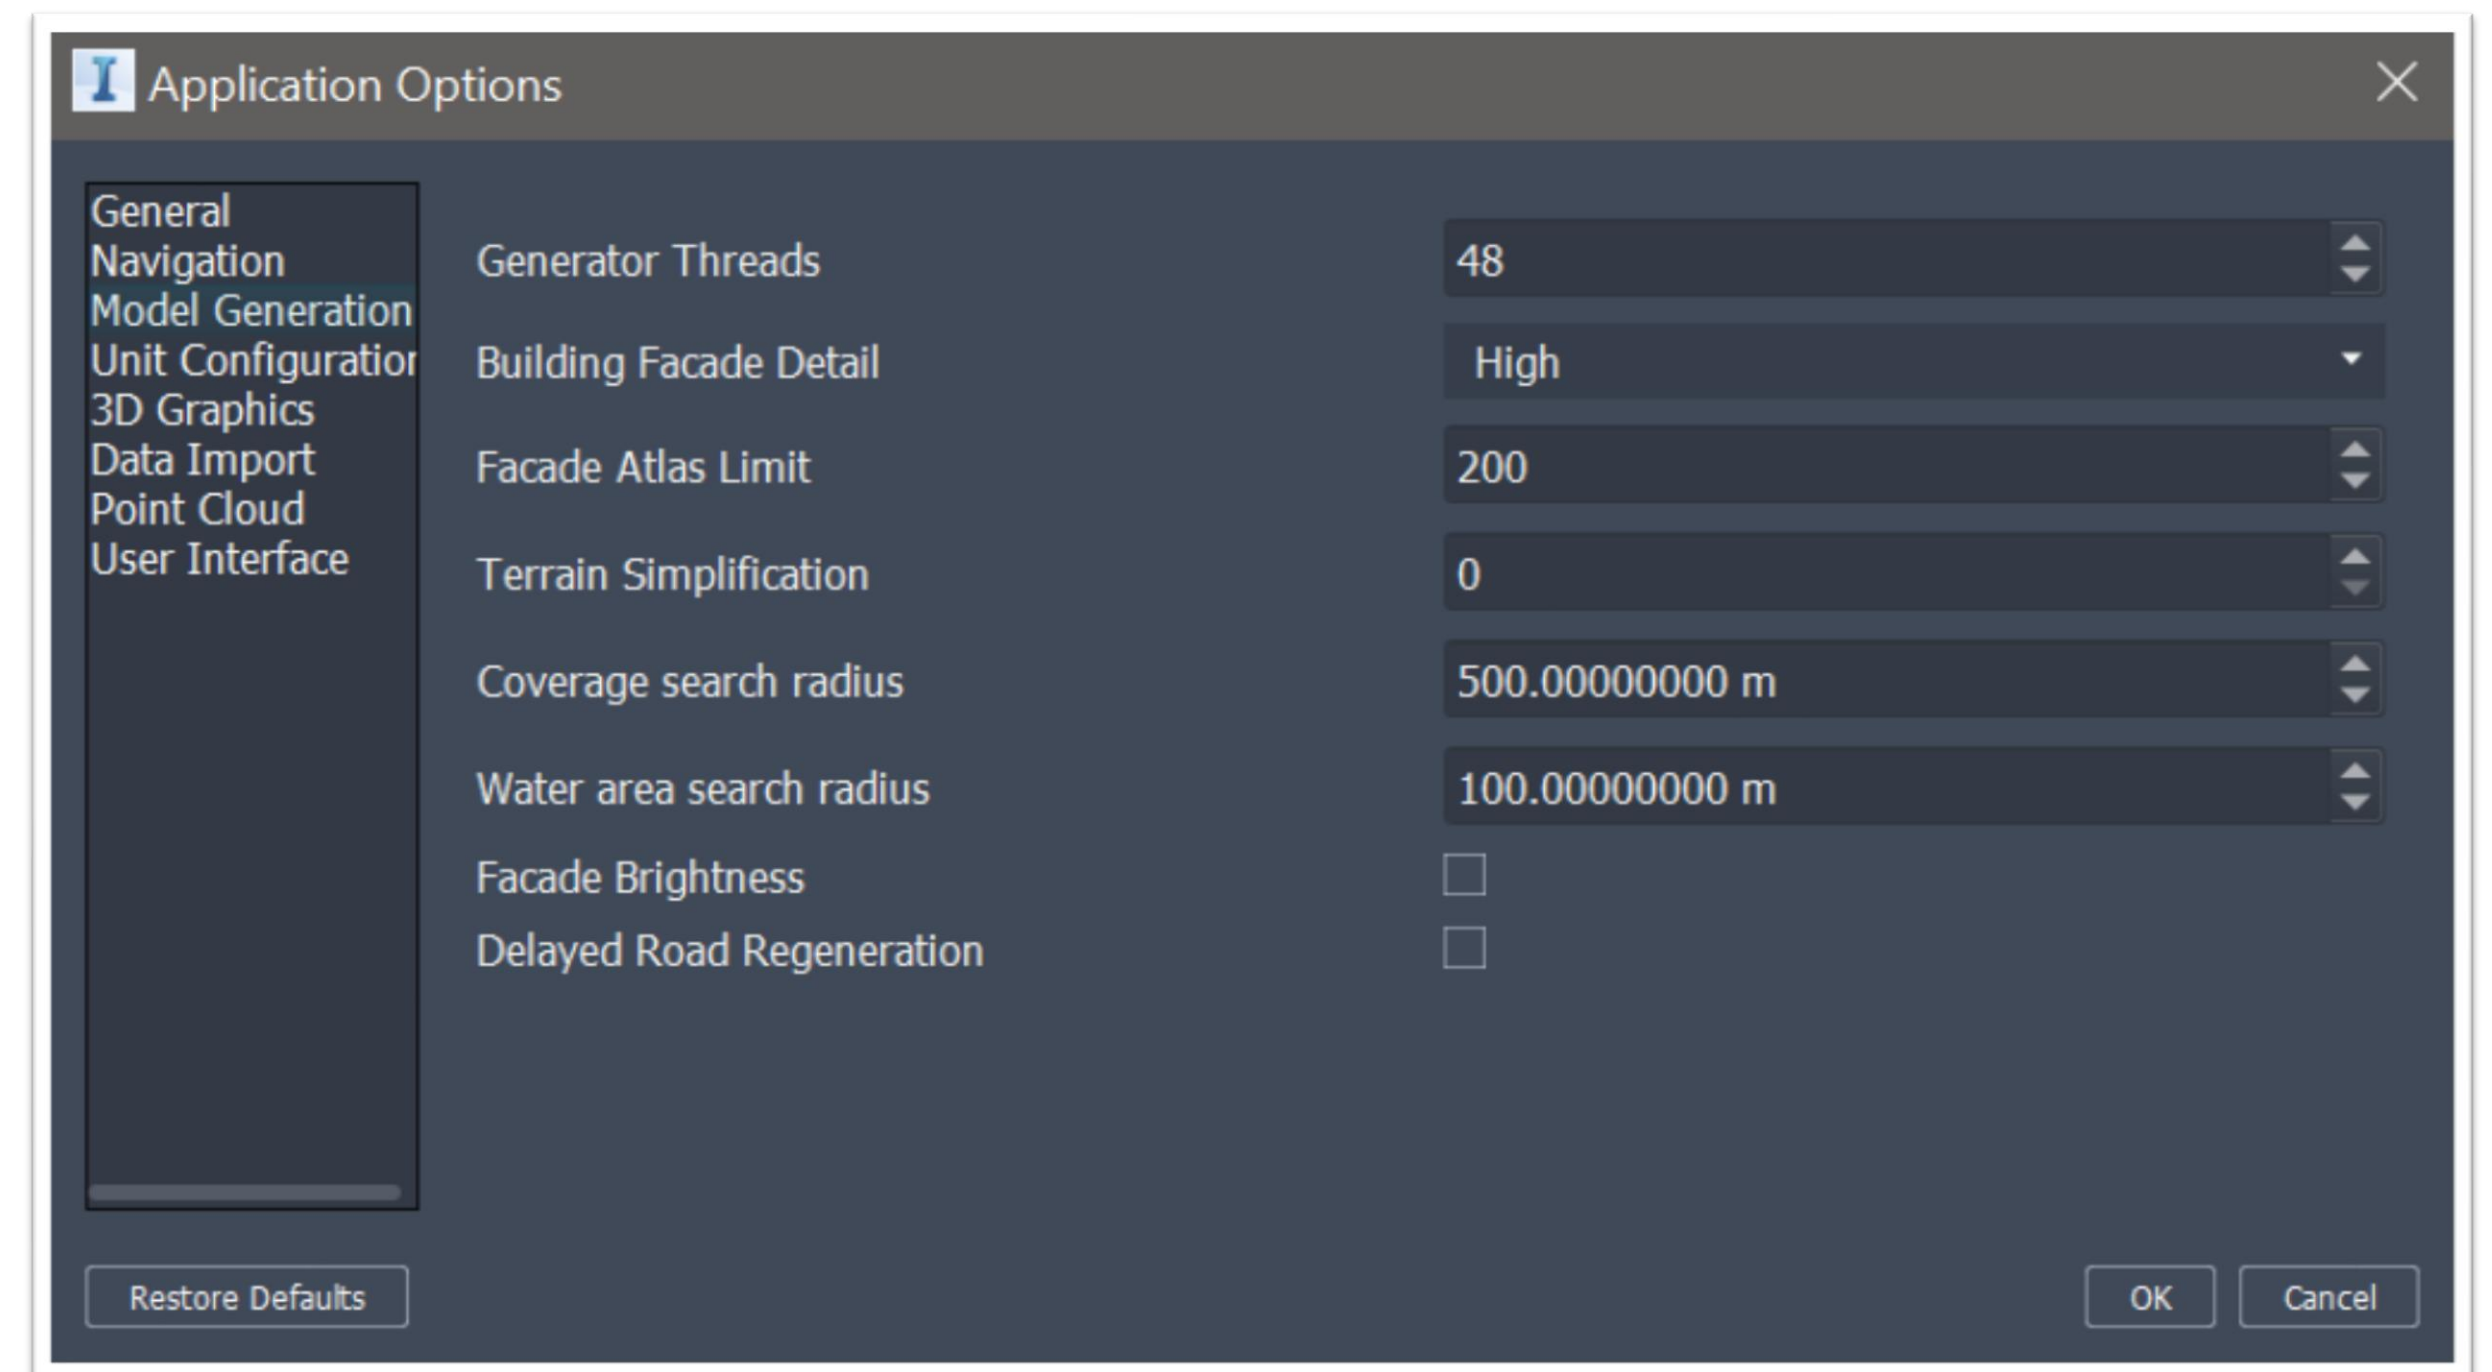 Application Options
General
Navigation
Model Generation
Unit Configuration
3D Graphics
Data Import
Point Cloud
User Interface
Generator Threads 48
Building Facade Detail High
Facade Atlas Limit 200
Terrain Simplification 0
Coverage search radius 500.00000000 m
Water area search radius 100.00000000 m
Facade Brightness
Delayed Road Regeneration
Restore Defaults OK Cancel